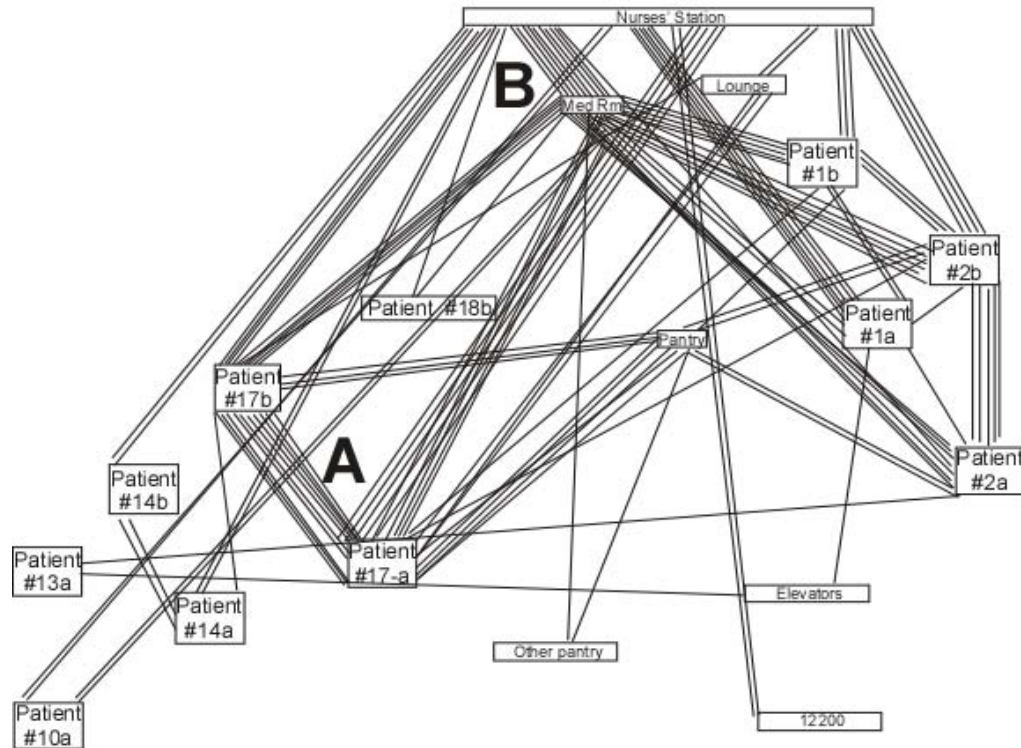 Nurses' Station
B
Lounge
Med Rm
Patient
#1b
Patient
#2b
Patient #18b
Patient
#1a
Pantry
Patient
#17b
A
Patient
#14b
Patient
#2a
Patient
#13a
Patient
#17-a
Elevators
Patient
#14a
Other pantry
Patient
#10a
12200